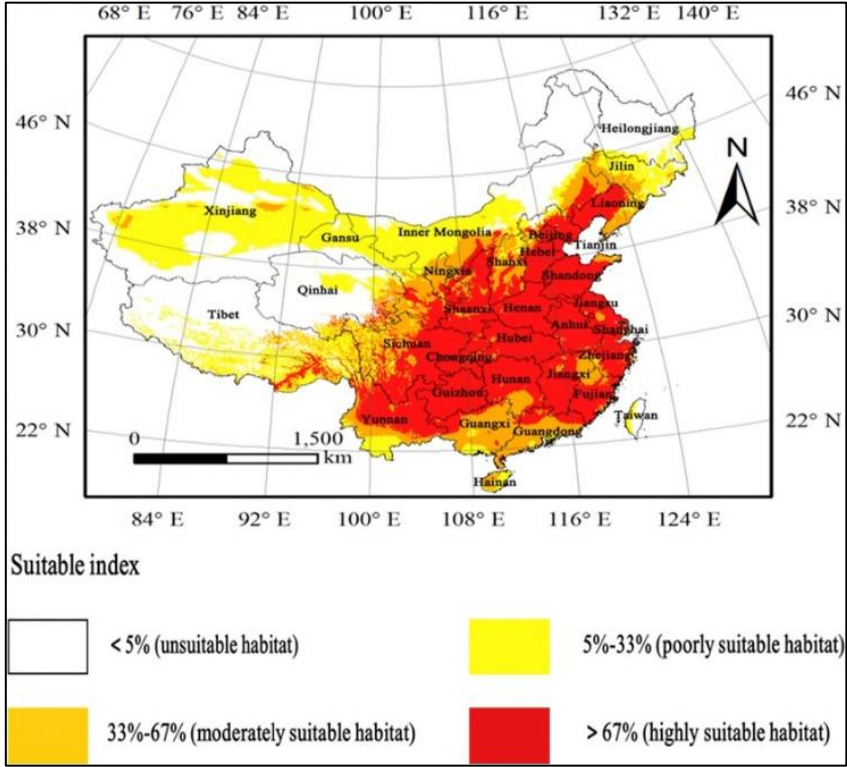 68° E 76° E 84° E 100° E 116° E 132° E 140° E
46° N 46° N
Heilongjiang
N
Jilin
Liaoning
38° N 38° N
Xinjiang
Gansu
Inner Mongolia
Beijing
Tianjin
Hebei
Shanxi
Ningxia
Shandong
Qinhai
30° N 30° N
Tibet
Shaanxi
Henan
Jiangsu
Anhui
Shanghai
Sichuan
Hubei
Chongqing
Zhejiang
Hunan
Jiangxi
Guizhou
Fujian
22° N 22° N
Yunnan
Guangxi
Guangdong
Taiwan
0 1,500
km
Hainan
84° E 92° E 100° E 108° E 116° E 124° E
Suitable index
< 5% (unsuitable habitat) 5%-33% (poorly suitable habitat)
33%-67% (moderately suitable habitat) > 67% (highly suitable habitat)